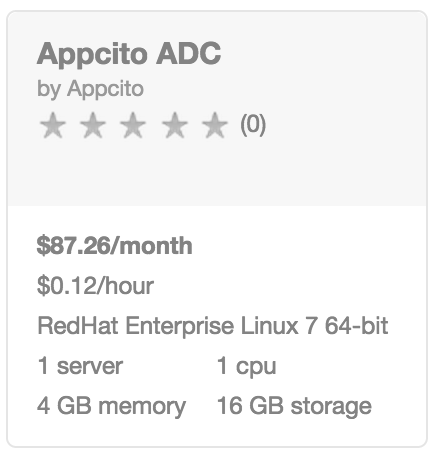 Appcito ADC
by Appcito
(0)
$87.26/month
$0.12/hour
RedHat Enterprise Linux 7 64-bit
1 server 1 cpu
4 GB memory 16 GB storage